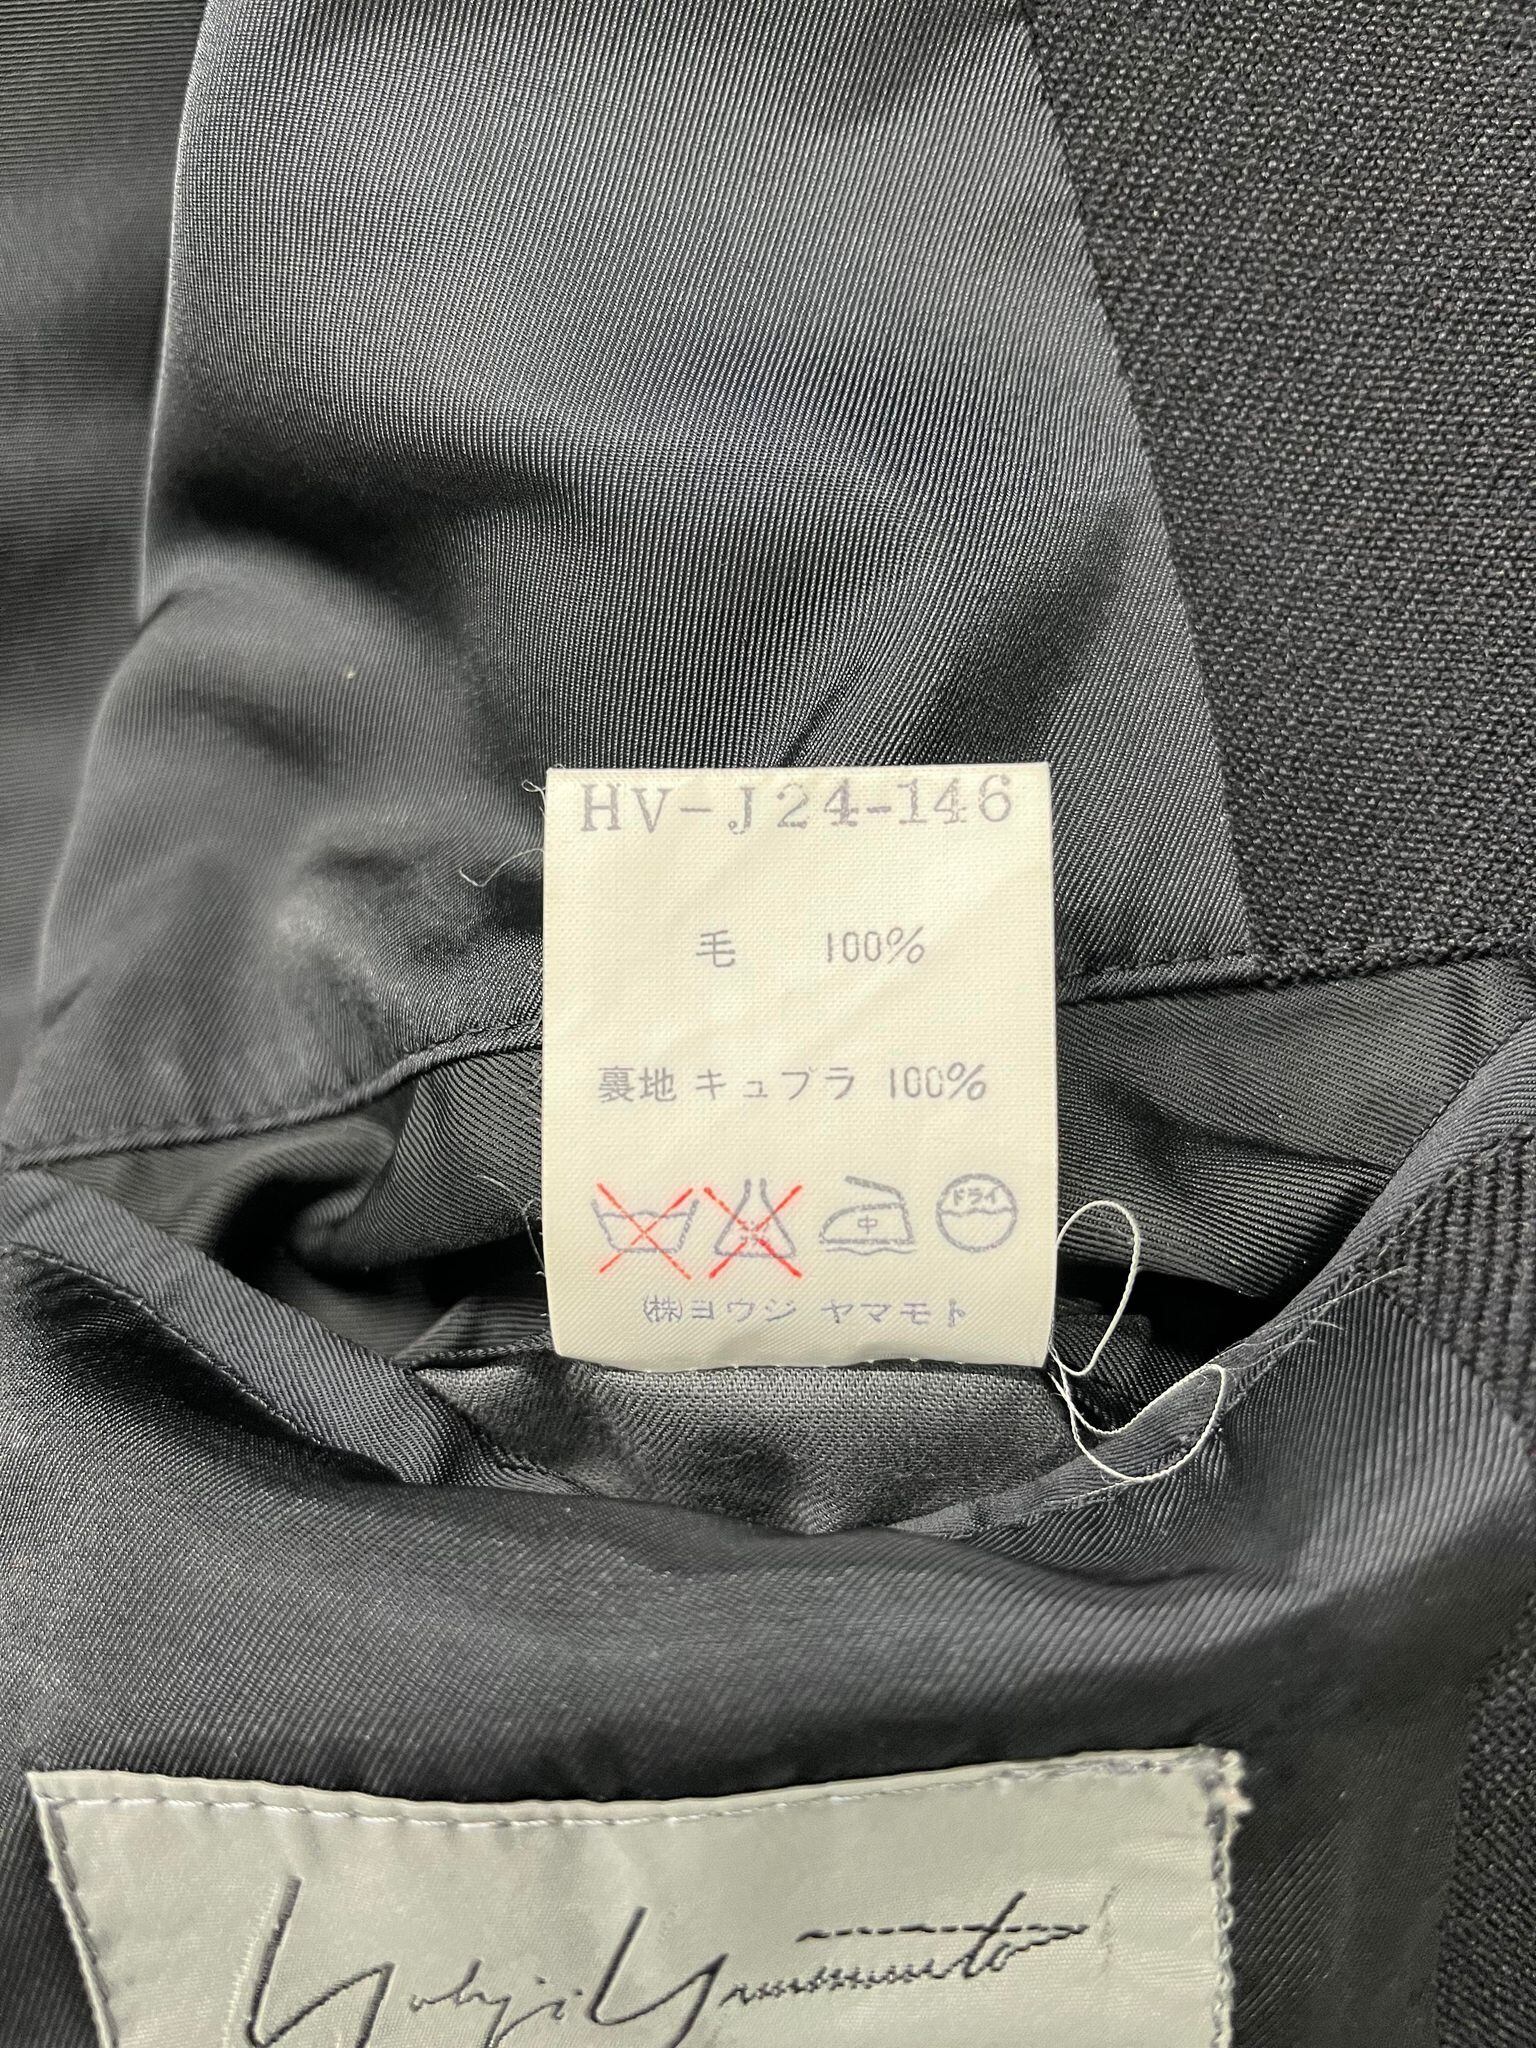 HV-J24-146
毛 100%
裏地 キュプラ 100%
中 ドライ
(株)ヨウジ ヤマモト
Yohji Yamamoto